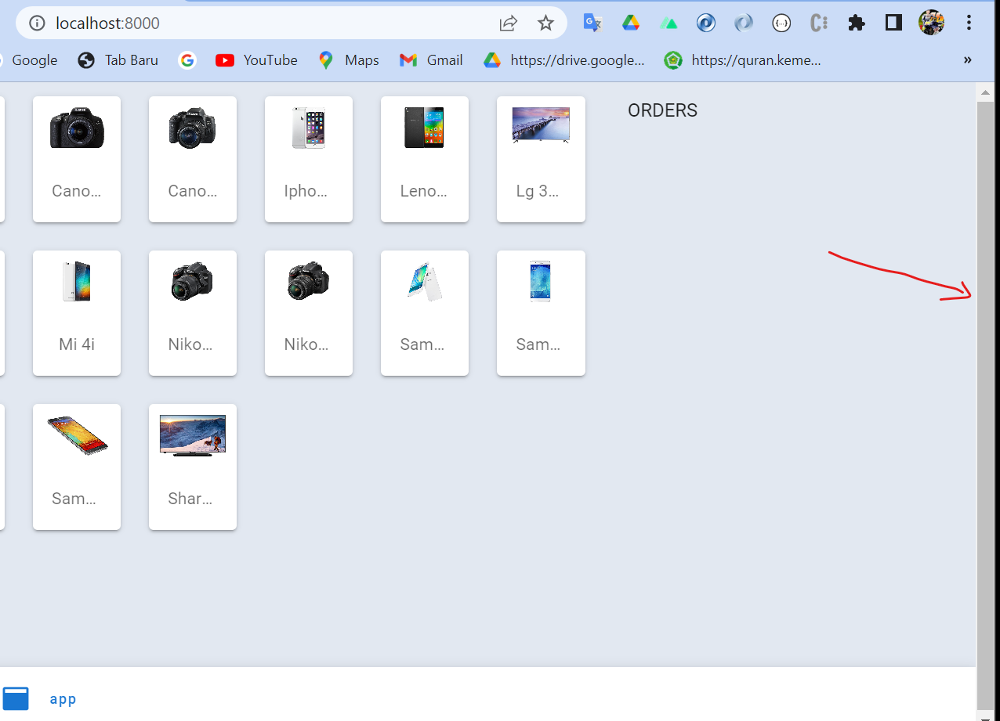 localhost:8000
Google Tab Baru YouTube Maps Gmail https://drive.google... https://quran.keme... »
ORDERS
Cano... Cano... Ipho... Leno... Lg 3...
Mi 4i Niko... Niko... Sam... Sam...
Sam... Shar...
app